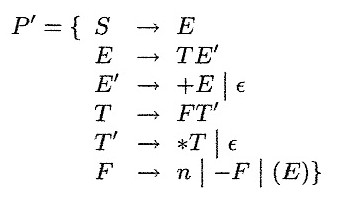 P′ = { S → E
E → TE′
E′ → +E | ϵ
T → FT′
T′ → *T | ϵ
F → n | −F | (E)}